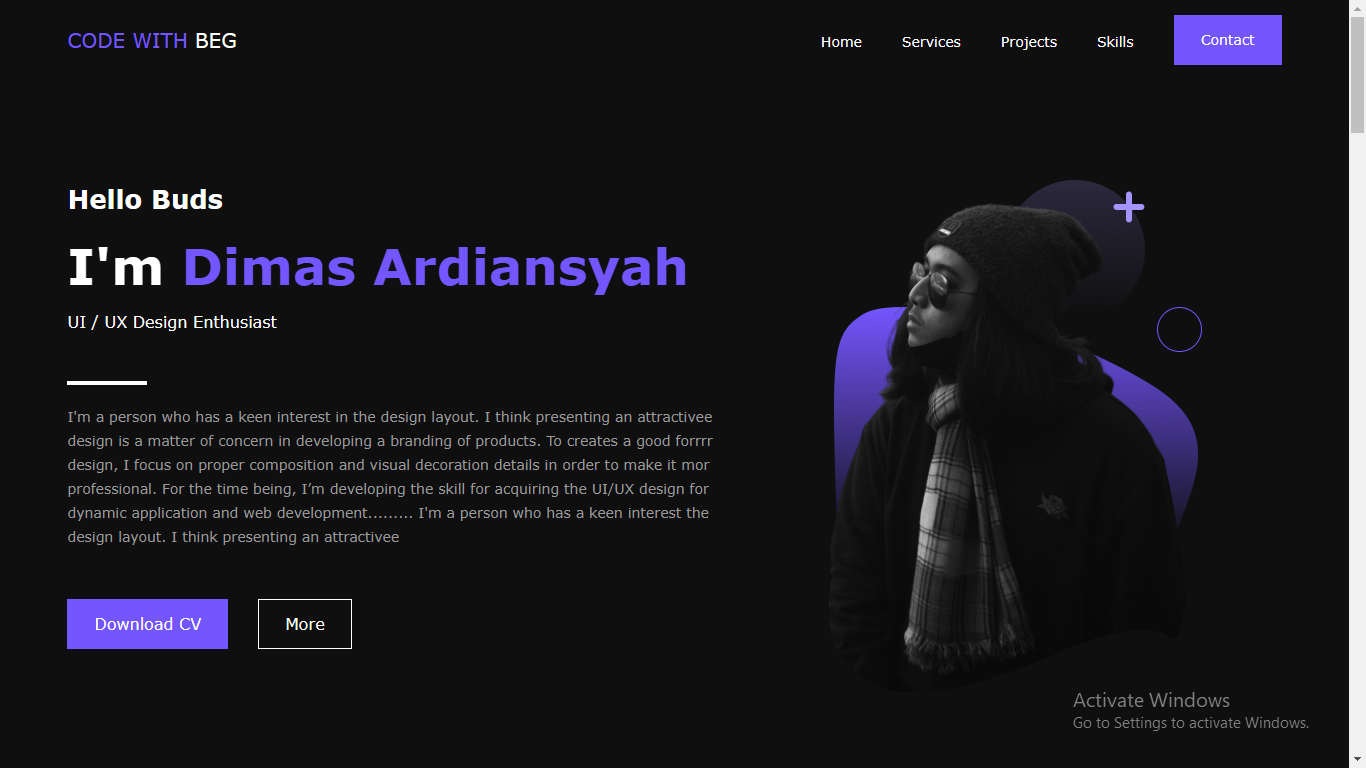 CODE WITH BEG
Home
Services
Projects
Skills
Contact
Hello Buds
I'm Dimas Ardiansyah
UI / UX Design Enthusiast
I'm a person who has a keen interest in the design layout. I think presenting an attractivee
design is a matter of concern in developing a branding of products. To creates a good forrrr
design, I focus on proper composition and visual decoration details in order to make it mor
professional. For the time being, I’m developing the skill for acquiring the UI/UX design for
dynamic application and web development......... I'm a person who has a keen interest the
design layout. I think presenting an attractivee
Download CV
More
Activate Windows
Go to Settings to activate Windows.